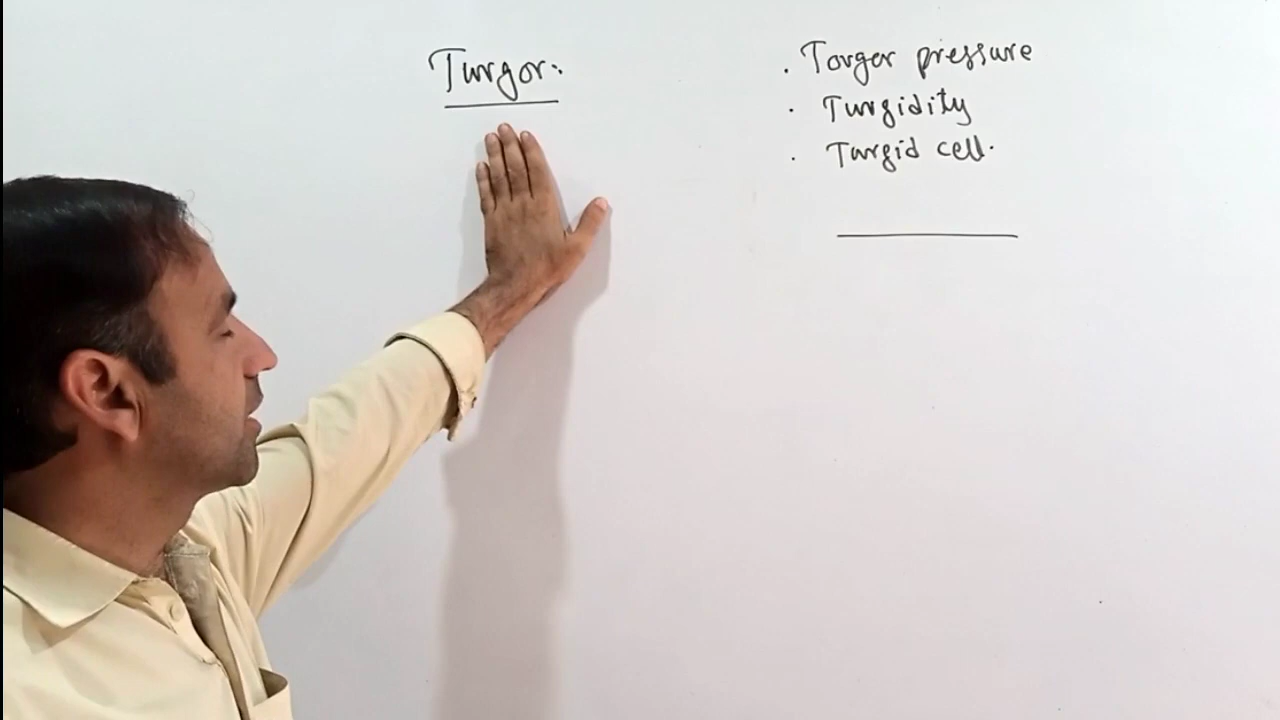 Turgor:
. Torger pressure
. Turgidity
. Turgid cell.